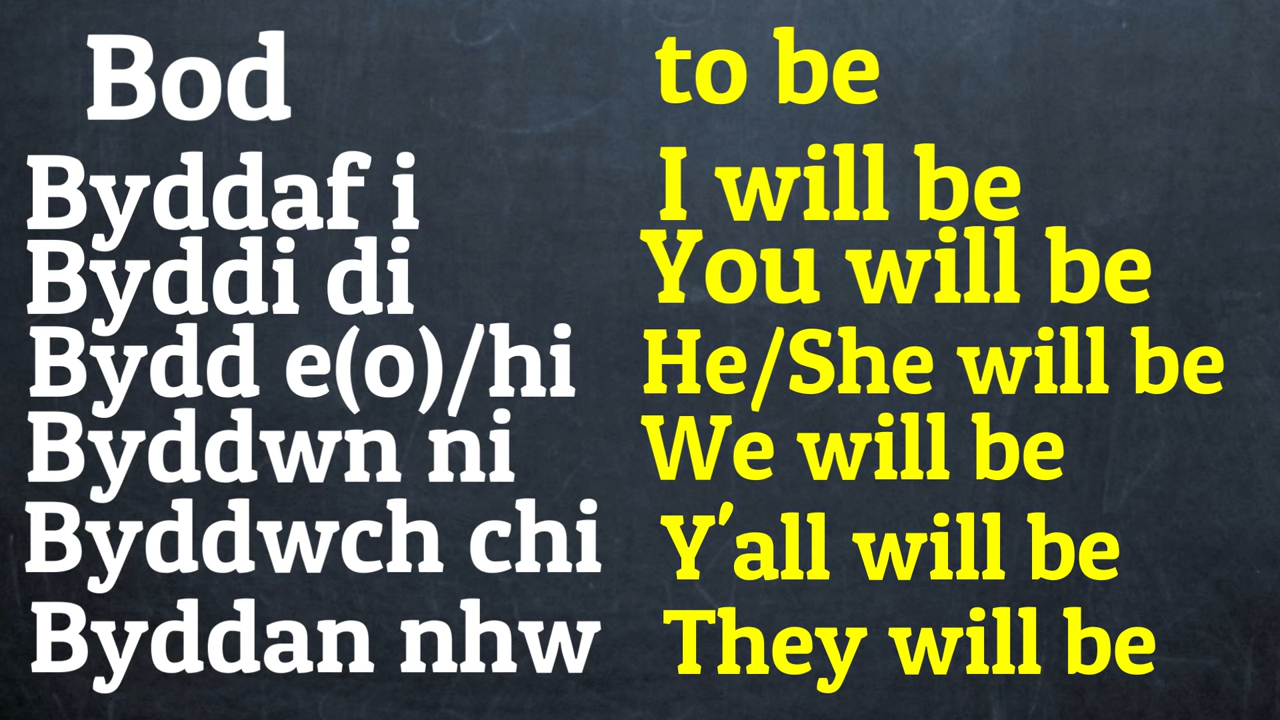 Bod to be
Byddaf i I will be
Byddi di You will be
Bydd e(o)/hi He/She will be
Byddwn ni We will be
Byddwch chi Y'all will be
Byddan nhw They will be